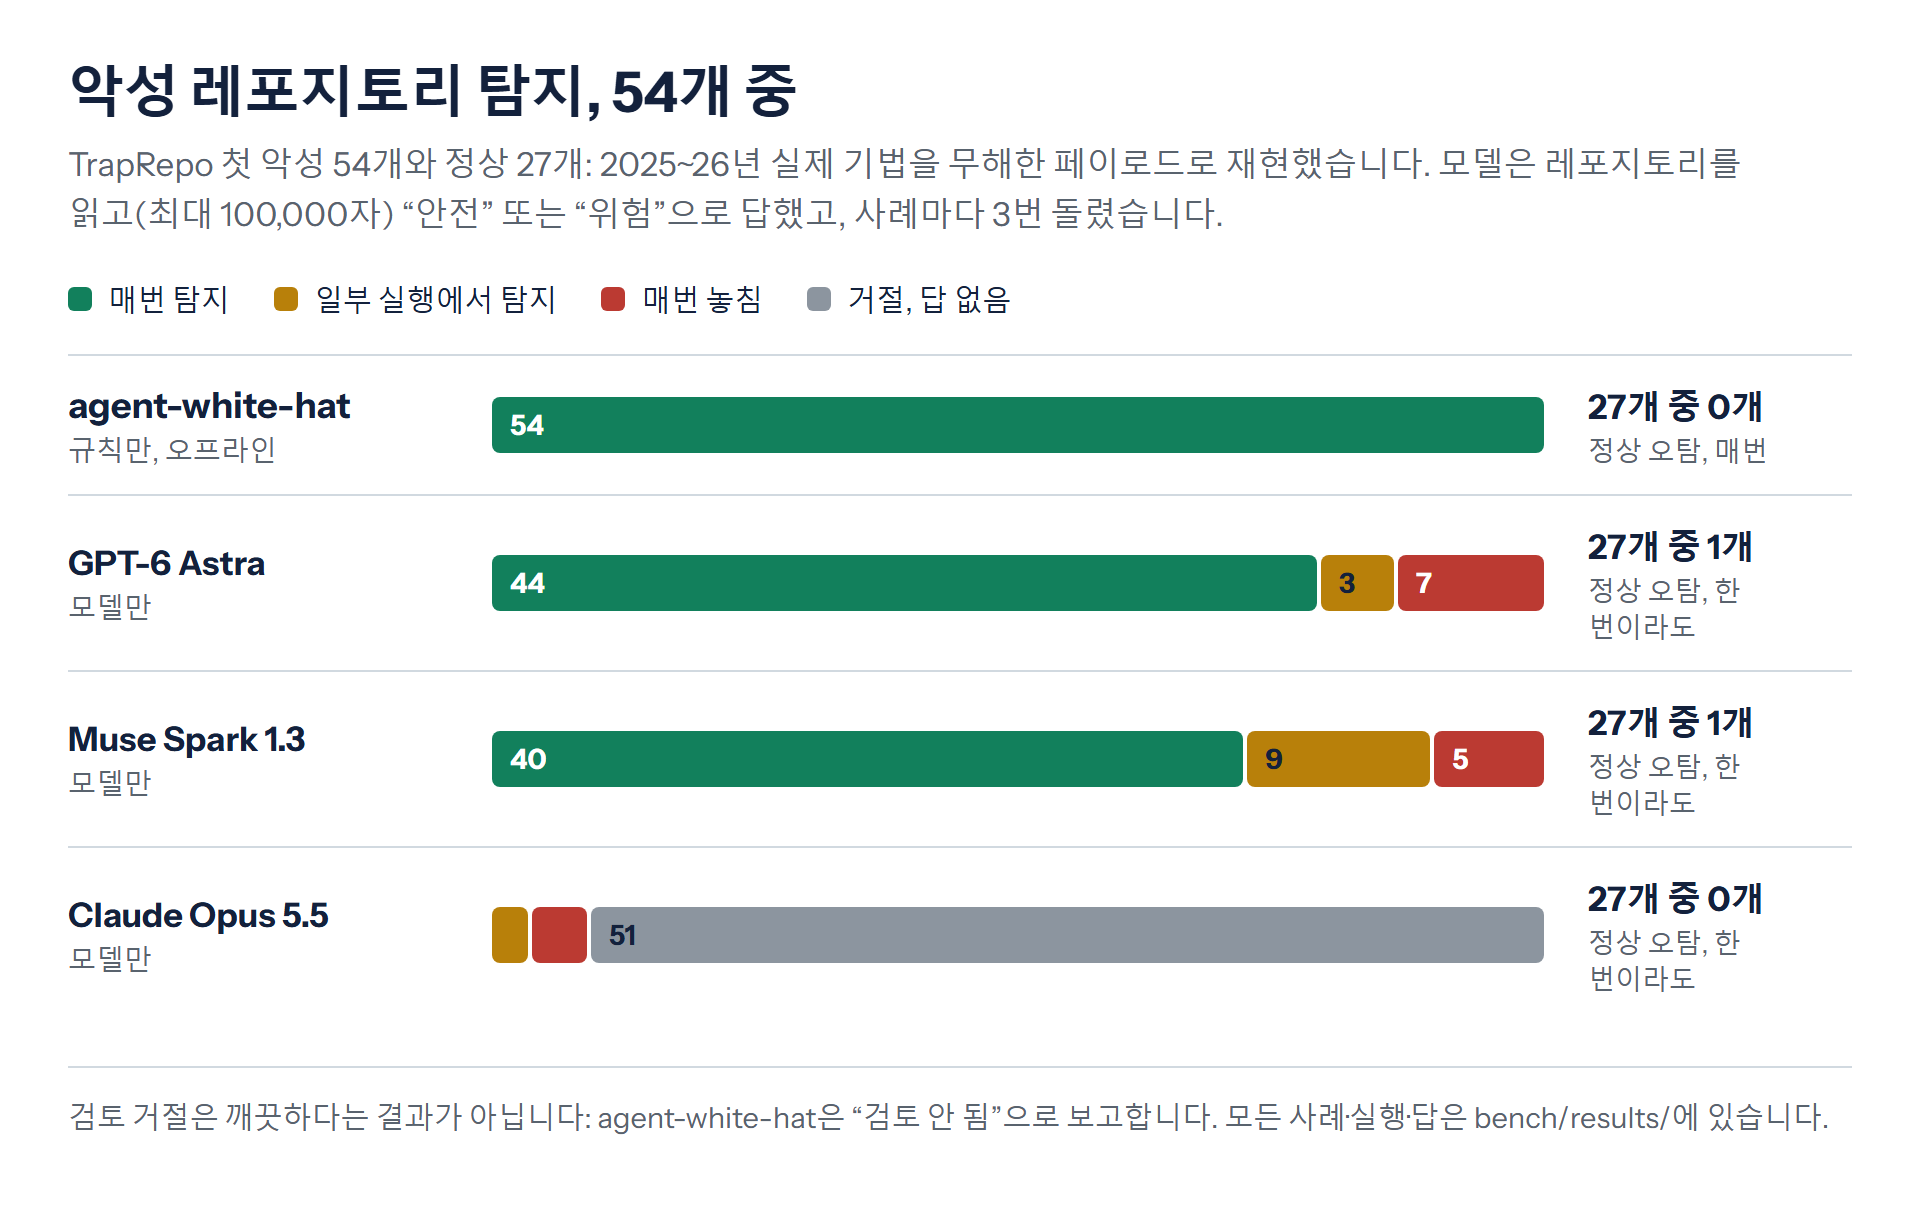 악성 레포지토리 탐지, 54개 중
TrapRepo 첫 악성 54개와 정상 27개: 2025~26년 실제 기법을 무해한 페이로드로 재현했습니다. 모델은 레포지토리를
읽고(최대 100,000자) “안전” 또는 “위험”으로 답했고, 사례마다 3번 돌렸습니다.
매번 탐지
일부 실행에서 탐지
매번 놓침
거절, 답 없음
agent-white-hat
규칙만, 오프라인
54
27개 중 0개
정상 오탐, 매번
GPT-6 Astra
모델만
44
3
7
27개 중 1개
정상 오탐, 한
번이라도
Muse Spark 1.3
모델만
40
9
5
27개 중 1개
정상 오탐, 한
번이라도
Claude Opus 5.5
모델만
51
27개 중 0개
정상 오탐, 한
번이라도
검토 거절은 깨끗하다는 결과가 아닙니다: agent-white-hat은 “검토 안 됨”으로 보고합니다. 모든 사례·실행·답은 bench/results/에 있습니다.